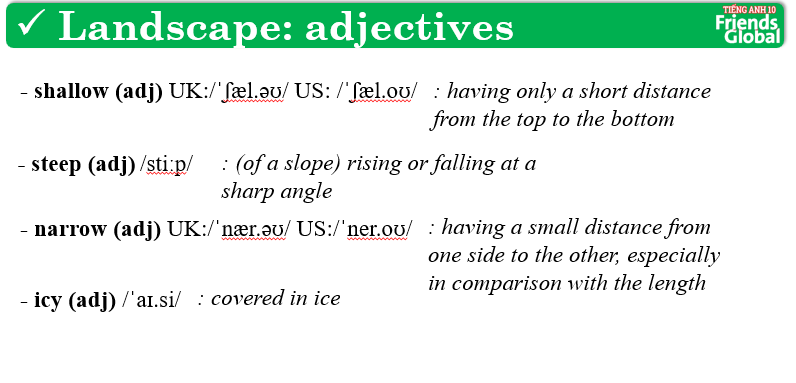 ✓ Landscape: adjectives
TIẾNG ANH 10
Friends
Global
- shallow (adj) UK:/ˈʃæl.əʊ/ US: /ˈʃæl.oʊ/ : having only a short distance
from the top to the bottom
- steep (adj) /stiːp/ : (of a slope) rising or falling at a
sharp angle
- narrow (adj) UK:/ˈnær.əʊ/ US:/ˈner.oʊ/ : having a small distance from
one side to the other, especially
in comparison with the length
- icy (adj) /ˈaɪ.si/ : covered in ice